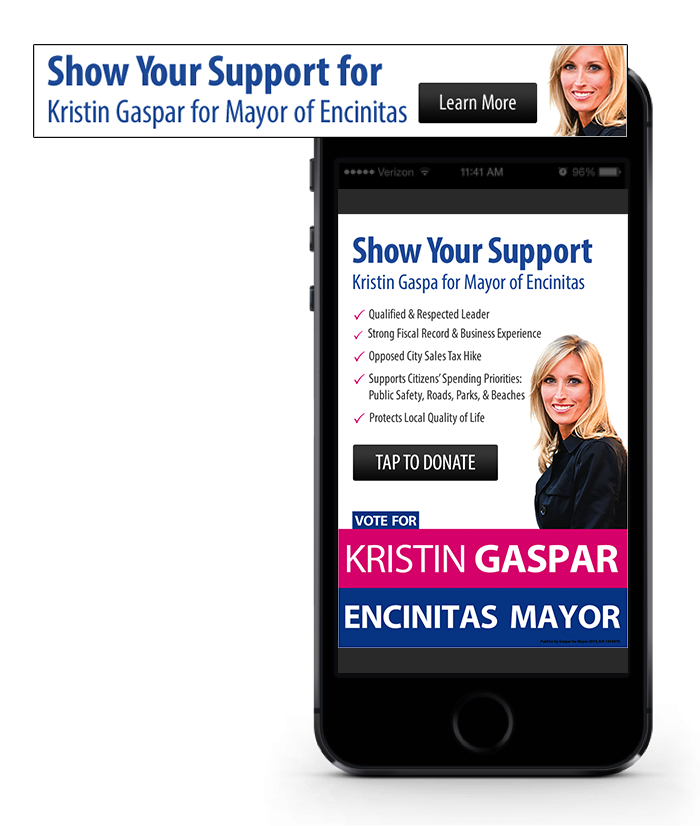 Show Your Support for
Kristin Gaspar for Mayor of Encinitas
Learn More
Verizon
11:41 AM
96%
Show Your Support
Kristin Gaspa for Mayor of Encinitas
Qualified & Respected Leader
Strong Fiscal Record & Business Experience
Opposed City Sales Tax Hike
Supports Citizens' Spending Priorities:
Public Safety, Roads, Parks, & Beaches
Protects Local Quality of Life
TAP TO DONATE
VOTE FOR
KRISTIN GASPAR
ENCINITAS MAYOR